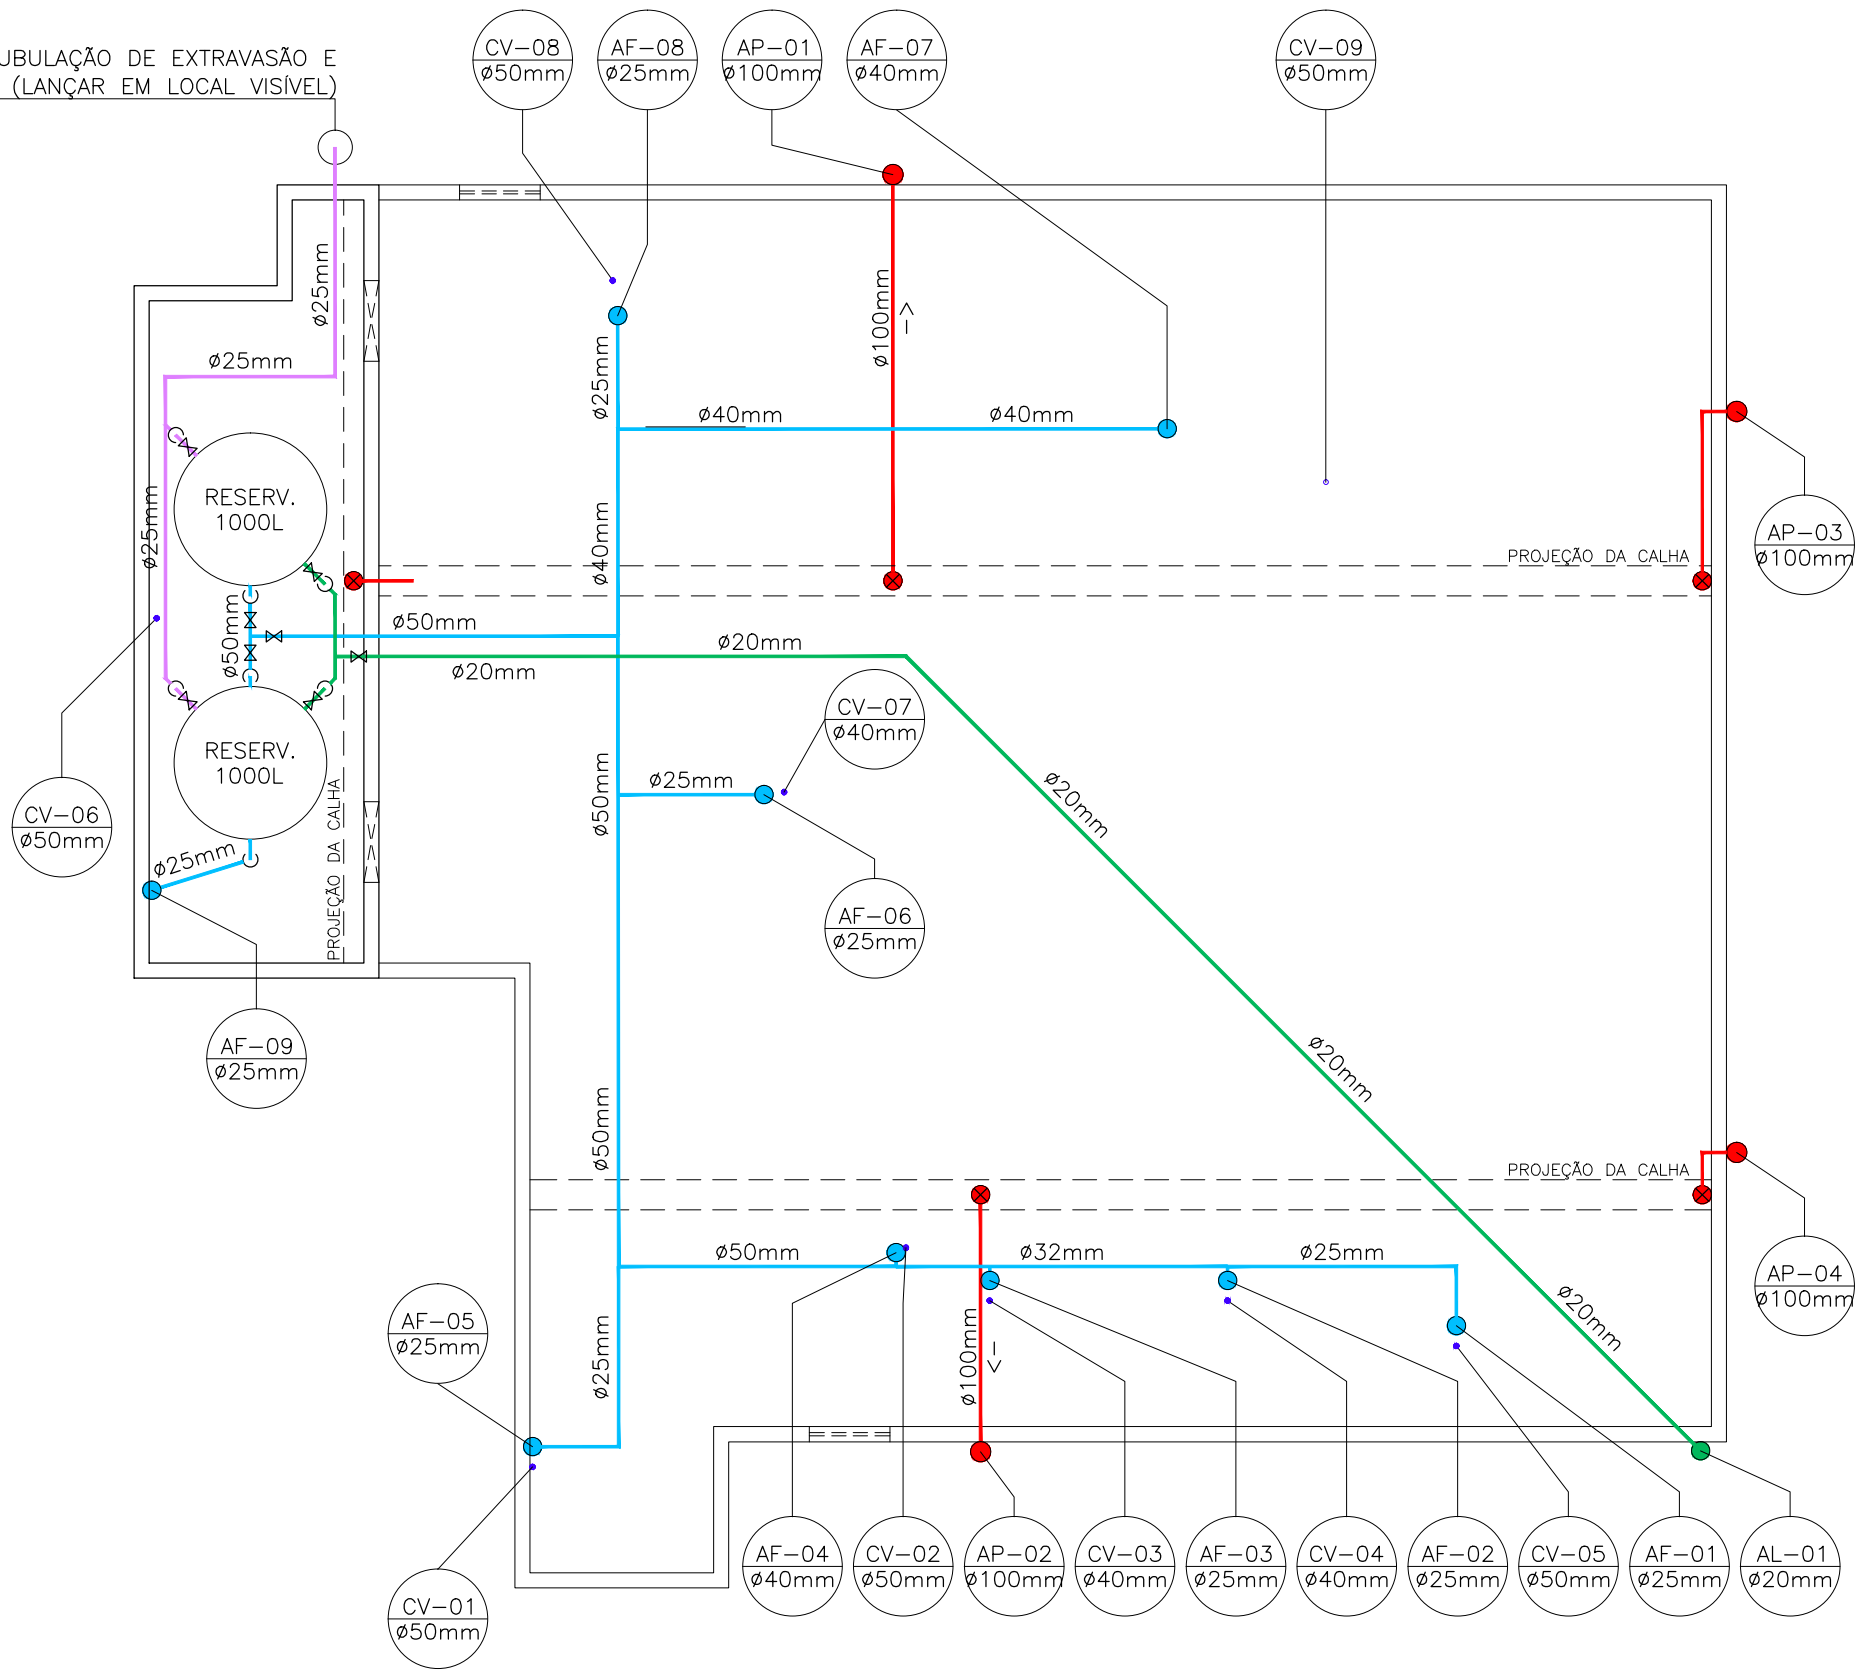 UBULAÇÃO DE EXTRAVASÃO E
(LANÇAR EM LOCAL VISÍVEL)
CV-08
ø50mm
AF-08
ø25mm
AP-01
ø100mm
AF-07
ø40mm
CV-09
ø50mm
ø25mm
ø25mm
ø25mm
ø100mm
ø25mm
ø40mm
ø40mm
RESERV.
1000L
ø40mm
PROJEÇÃO DA CALHA
AP-03
ø100mm
ø50mm
ø50mm
ø20mm
ø20mm
CV-07
ø40mm
RESERV.
1000L
ø50mm
ø25mm
ø20mm
CV-06
ø50mm
ø25mm
PROJEÇÃO DA CALHA
AF-06
ø25mm
AF-09
ø25mm
ø20mm
ø50mm
PROJEÇÃO DA CALHA
ø50mm
ø32mm
ø25mm
AP-04
ø100mm
AF-05
ø25mm
ø25mm
ø100mm
ø20mm
AF-04
ø40mm
CV-02
ø50mm
AP-02
ø100mm
CV-03
ø40mm
AF-03
ø25mm
CV-04
ø40mm
AF-02
ø25mm
CV-05
ø50mm
AF-01
ø25mm
AL-01
ø20mm
CV-01
ø50mm